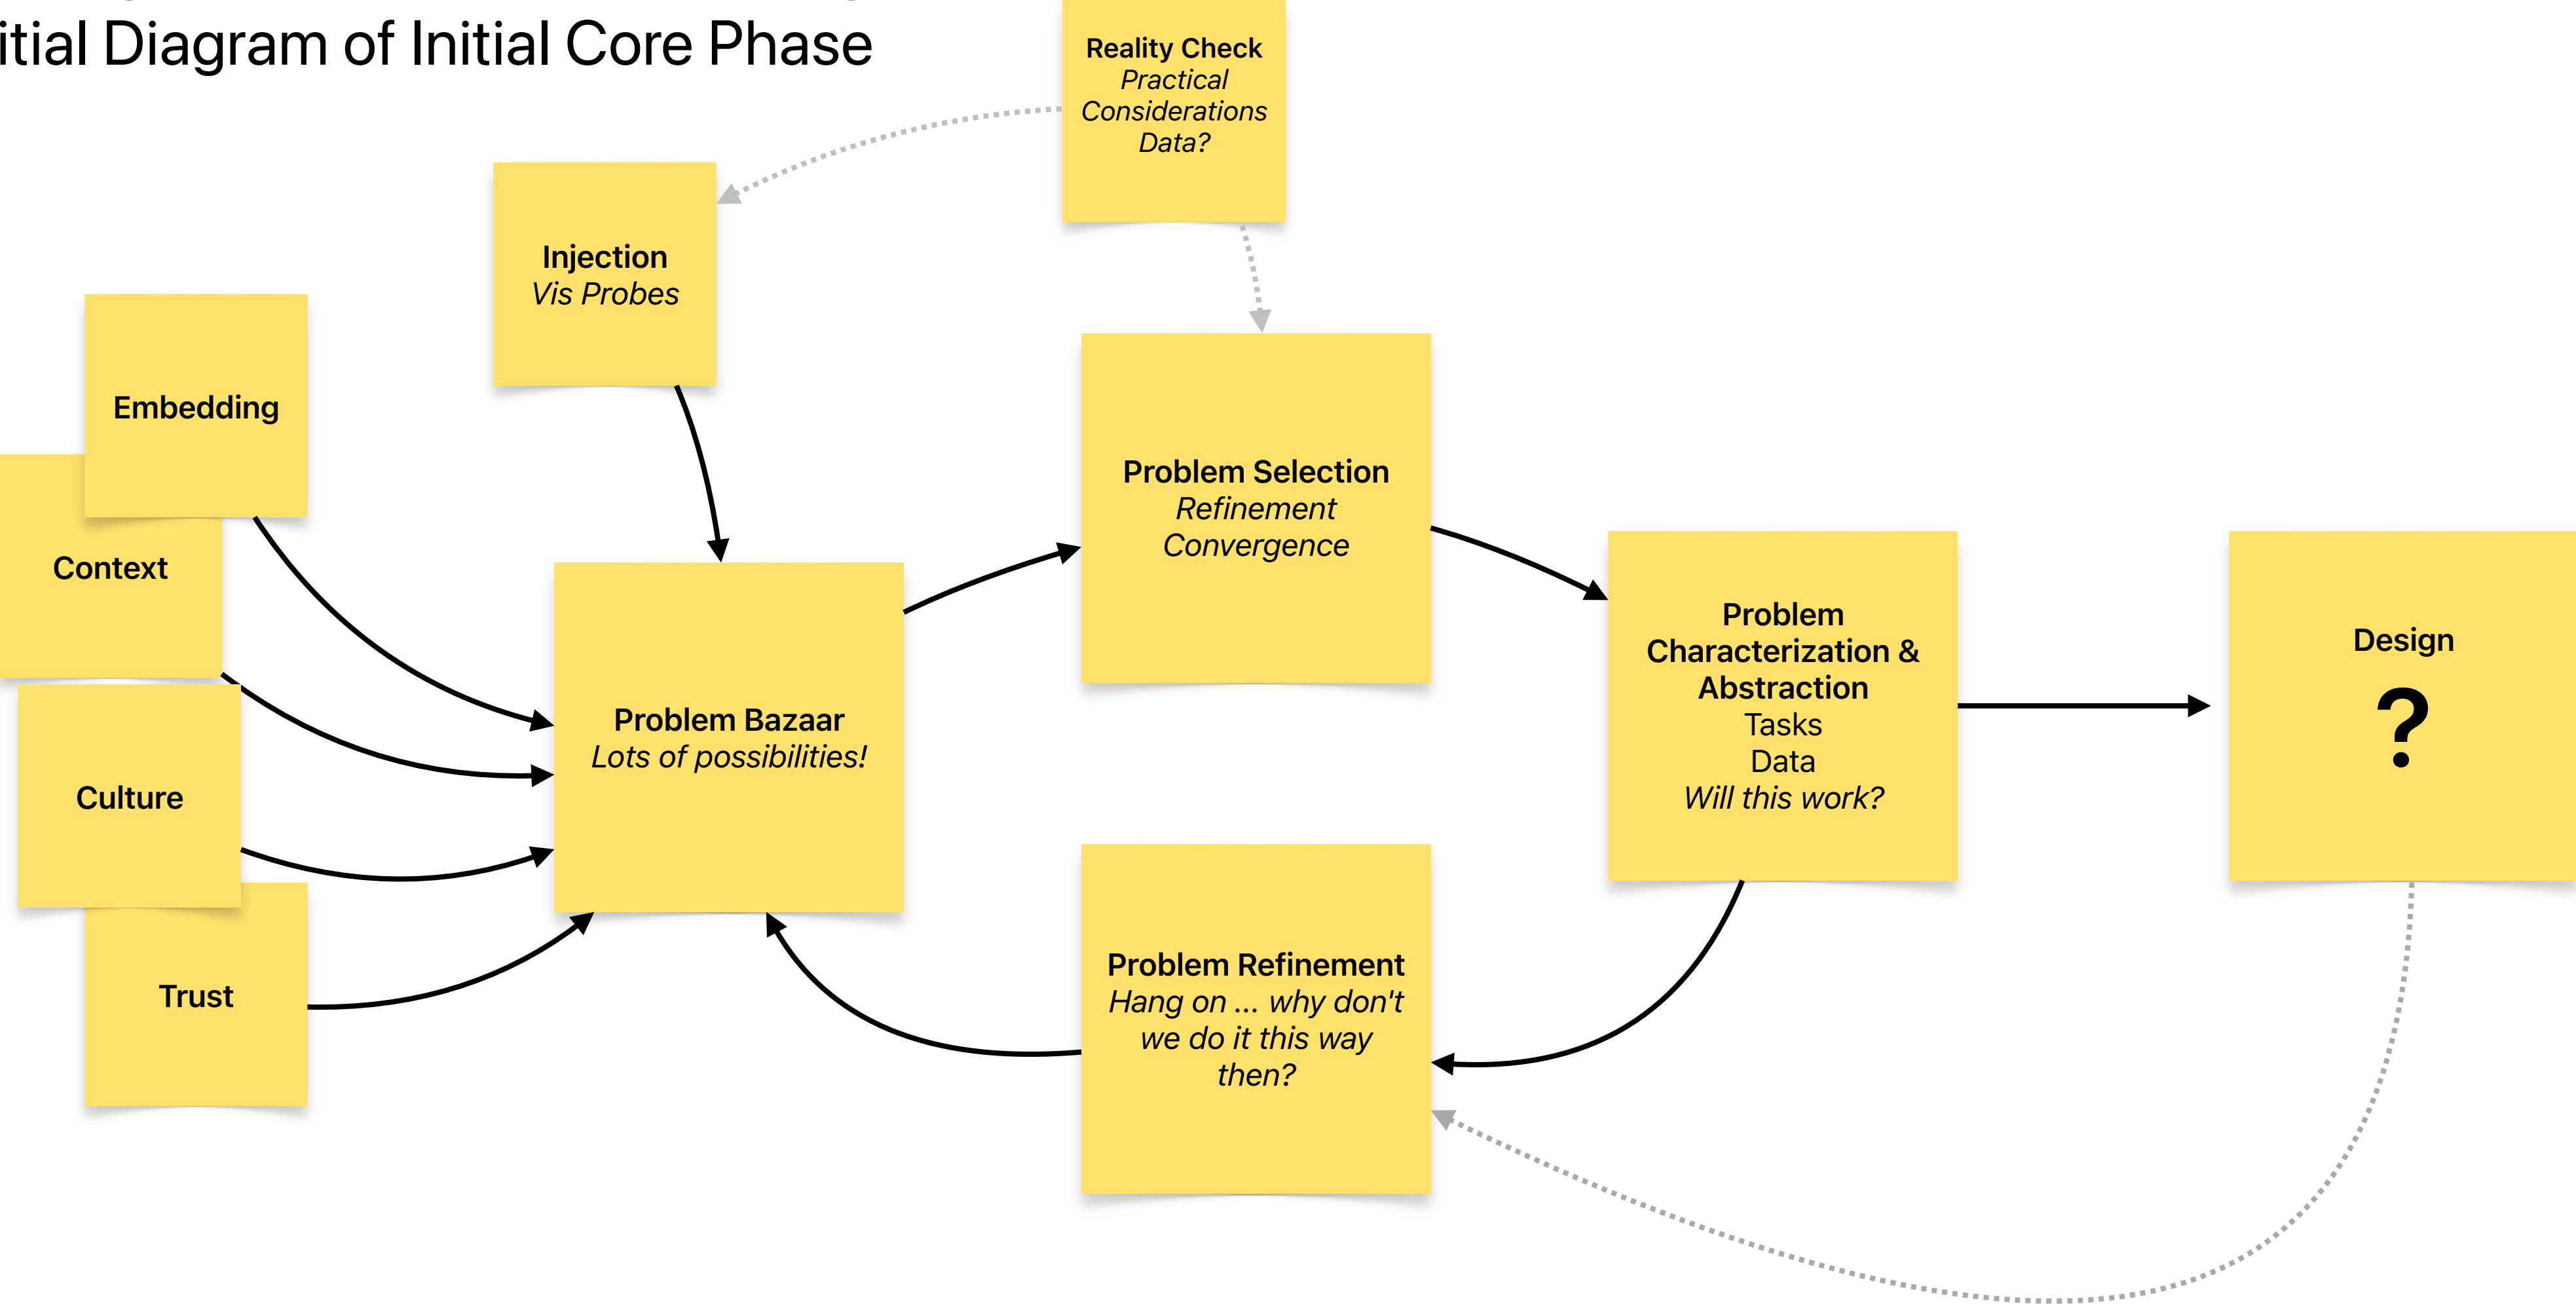 itial Diagram of Initial Core Phase
Reality Check
Practical
Considerations
Data?
Injection
Vis Probes
Embedding
Context
Culture
Trust
Problem Bazaar
Lots of possibilities!
Problem Selection
Refinement
Convergence
Problem
Characterization &
Abstraction
Tasks
Data
Will this work?
Design
?
Problem Refinement
Hang on ... why don't
we do it this way
then?